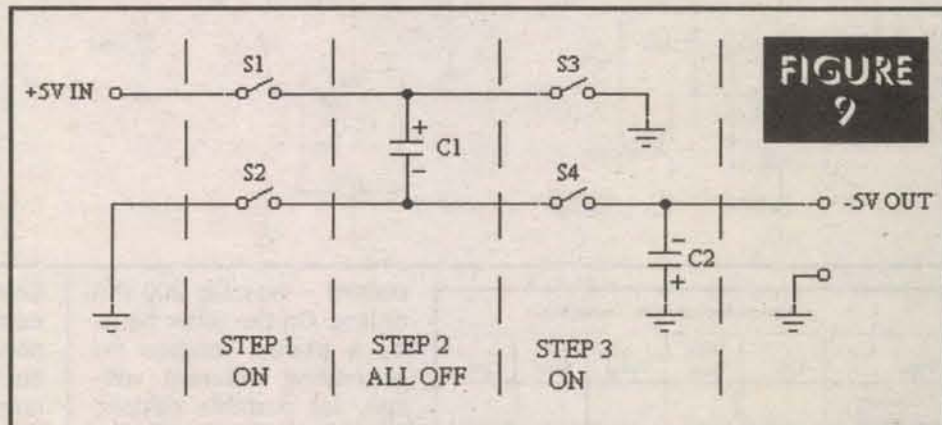 S1
S3
FIGURE
9
+5V IN
+
C1
-
S2
S4
-5V OUT
-
C2
+
STEP 1
ON
STEP 2
ALL OFF
STEP 3
ON